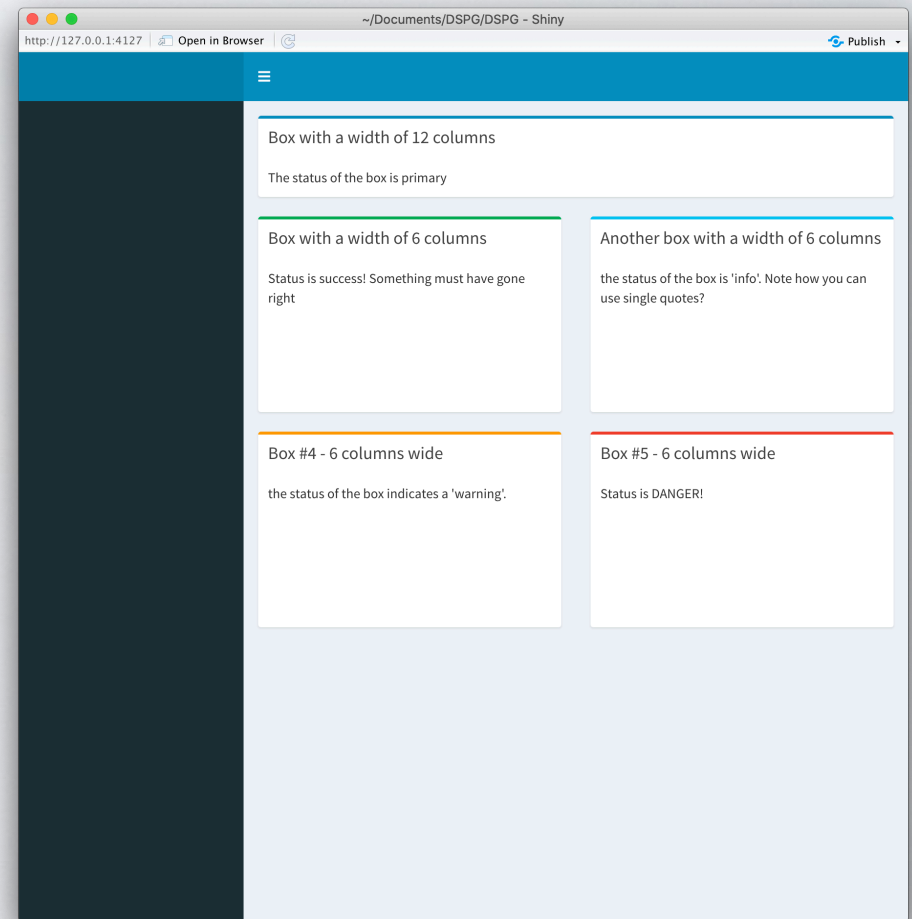 ~/Documents/DSPG/DSPG - Shiny
http://127.0.0.1:4127 Open in Browser Publish
Box with a width of 12 columns
The status of the box is primary
Box with a width of 6 columns
Status is success! Something must have gone
right
Another box with a width of 6 columns
the status of the box is 'info'. Note how you can
use single quotes?
Box #4 - 6 columns wide
the status of the box indicates a 'warning'.
Box #5 - 6 columns wide
Status is DANGER!